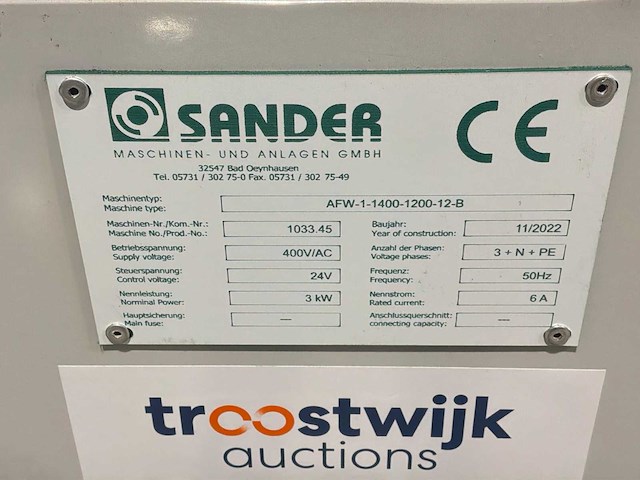 SANDER
MASCHINEN- UND ANLAGEN GMBH
32547 Bad Oeynhausen
Tel. 05731 / 302 75-0 Fax. 05731 / 302 75-49
CE
Maschinentyp:
Machine type:
AFW-1-1400-1200-12-B
Maschinen-Nr./Kom.-Nr.:
Maschine No./Prod.-No.:
1033.45
Baujahr:
Year of construction:
11/2022
Betriebsspannung:
Supply voltage:
400V/AC
Anzahl der Phasen:
Voltage phases:
3 + N + PE
Steuerspannung:
Control voltage:
24V
Frequenz:
Frequency:
50Hz
Nennleistung:
Norminal Power:
3 kW
Nennstrom:
Rated current:
6 A
Hauptsicherung:
Main fuse:
—
Anschlussquerschnitt:
connecting capacity:
—
troostwijk
auctions